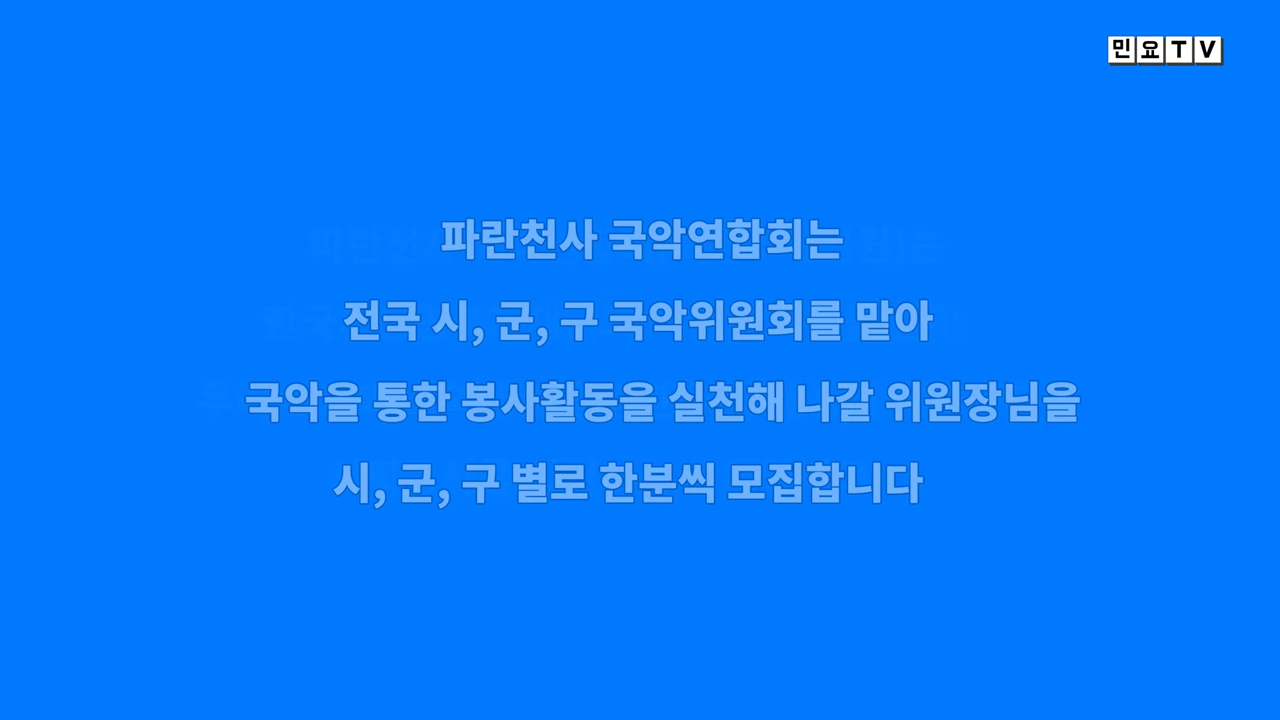 민요TV
파란천사 국악연합회는
전국 시, 군, 구 국악위원회를 맡아
국악을 통한 봉사활동을 실천해 나갈 위원장님을
시, 군, 구 별로 한분씩 모집합니다